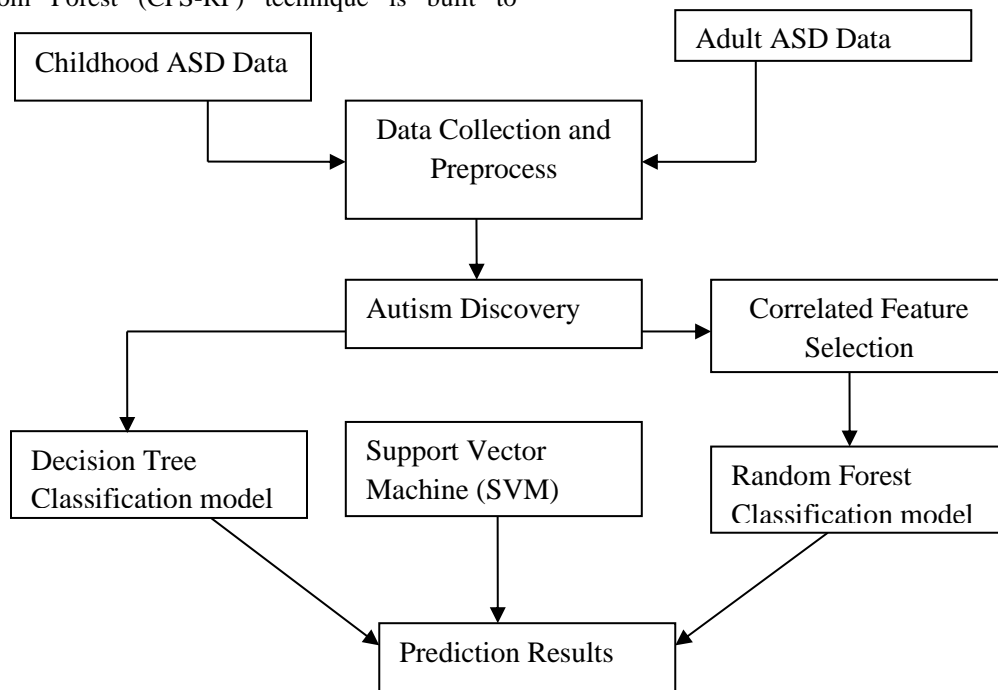 Forest (CFS-RF) technique is built to
Childhood ASD Data
Adult ASD Data
Data Collection and
Preprocess
Autism Discovery
Correlated Feature
Selection
Decision Tree
Classification model
Support Vector
Machine (SVM)
Random Forest
Classification model
Prediction Results